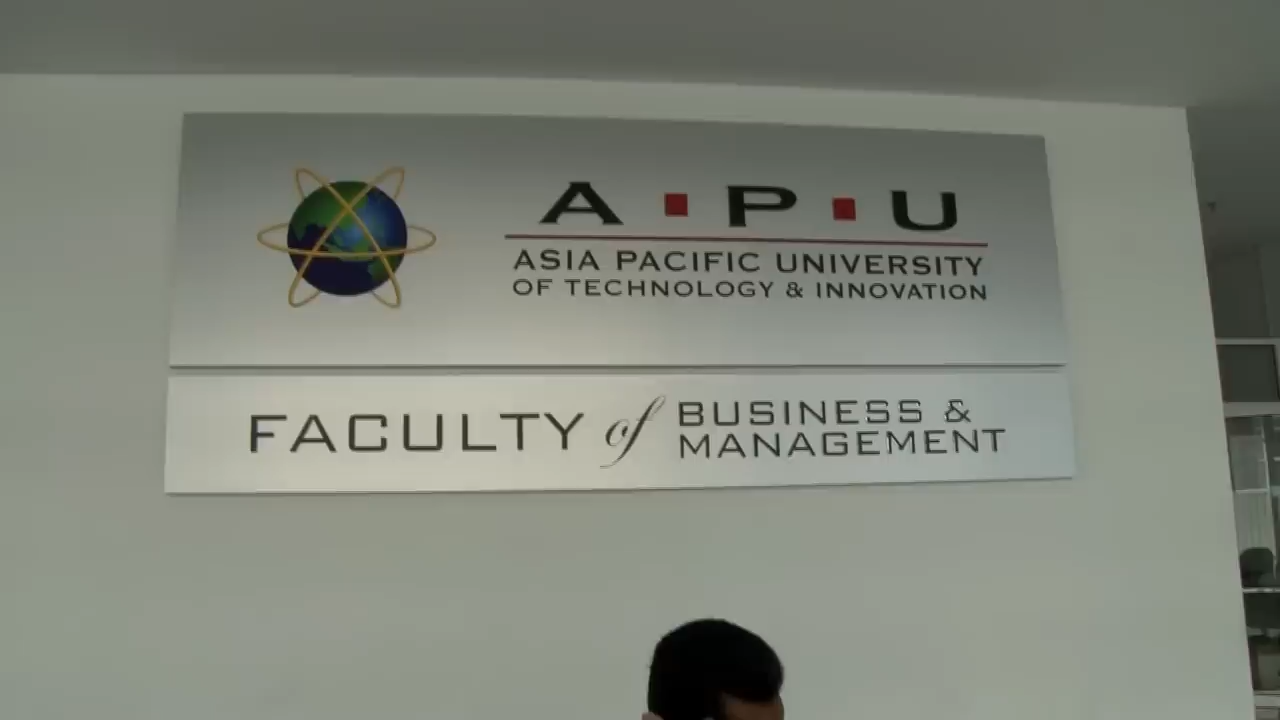 A ▪ P ▪ U
ASIA PACIFIC UNIVERSITY
OF TECHNOLOGY & INNOVATION
FACULTY of BUSINESS &
MANAGEMENT